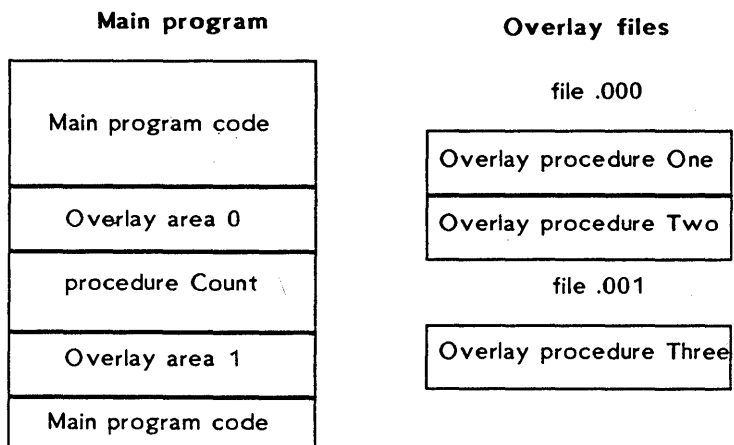 Main program
Main program code
Overlay area 0
procedure Count
Overlay area 1
Main program code
Overlay files
file .000
Overlay procedure One
Overlay procedure Two
file .001
Overlay procedure Three